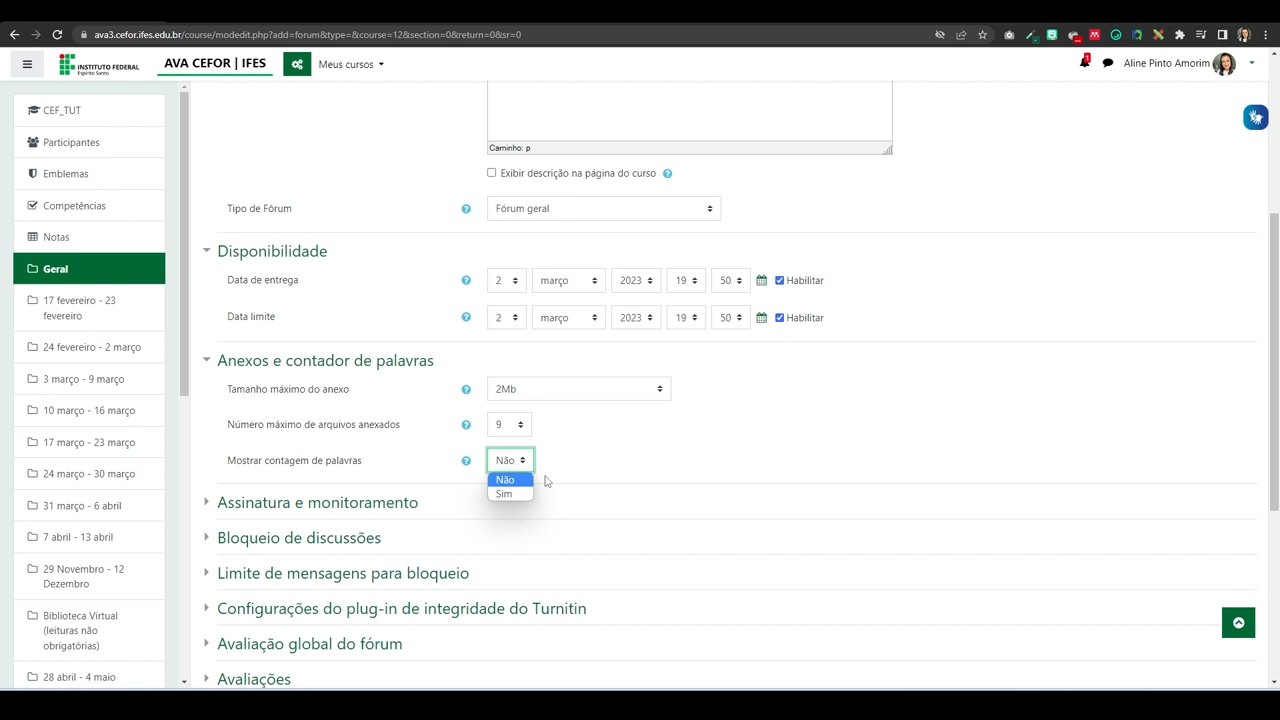 ava3.cefor.ifes.edu.br/course/modedit.php?add=forum&type=&course=12&section=0&return=0&sr=0
INSTITUTO FEDERAL
Espírito Santo
AVA CEFOR | IFES
Meus cursos
1
Aline Pinto Amorim
CEF_TUT
Participantes
Emblemas
Competências
Notas
Geral
17 fevereiro - 23
fevereiro
24 fevereiro - 2 março
3 março - 9 março
10 março - 16 março
17 março - 23 março
24 março - 30 março
31 março - 6 abril
7 abril - 13 abril
29 Novembro - 12
Dezembro
Biblioteca Virtual
(leituras não
obrigatórias)
28 abril - 4 maio
Caminho: p
Exibir descrição na página do curso
Tipo de Fórum
Fórum geral
Disponibilidade
Data de entrega
2 março 2023 19 50 Habilitar
Data limite
2 março 2023 19 50 Habilitar
Anexos e contador de palavras
Tamanho máximo do anexo
2Mb
Número máximo de arquivos anexados
9
Mostrar contagem de palavras
Não
Não
Sim
Assinatura e monitoramento
Bloqueio de discussões
Limite de mensagens para bloqueio
Configurações do plug-in de integridade do Turnitin
Avaliação global do fórum
Avaliações